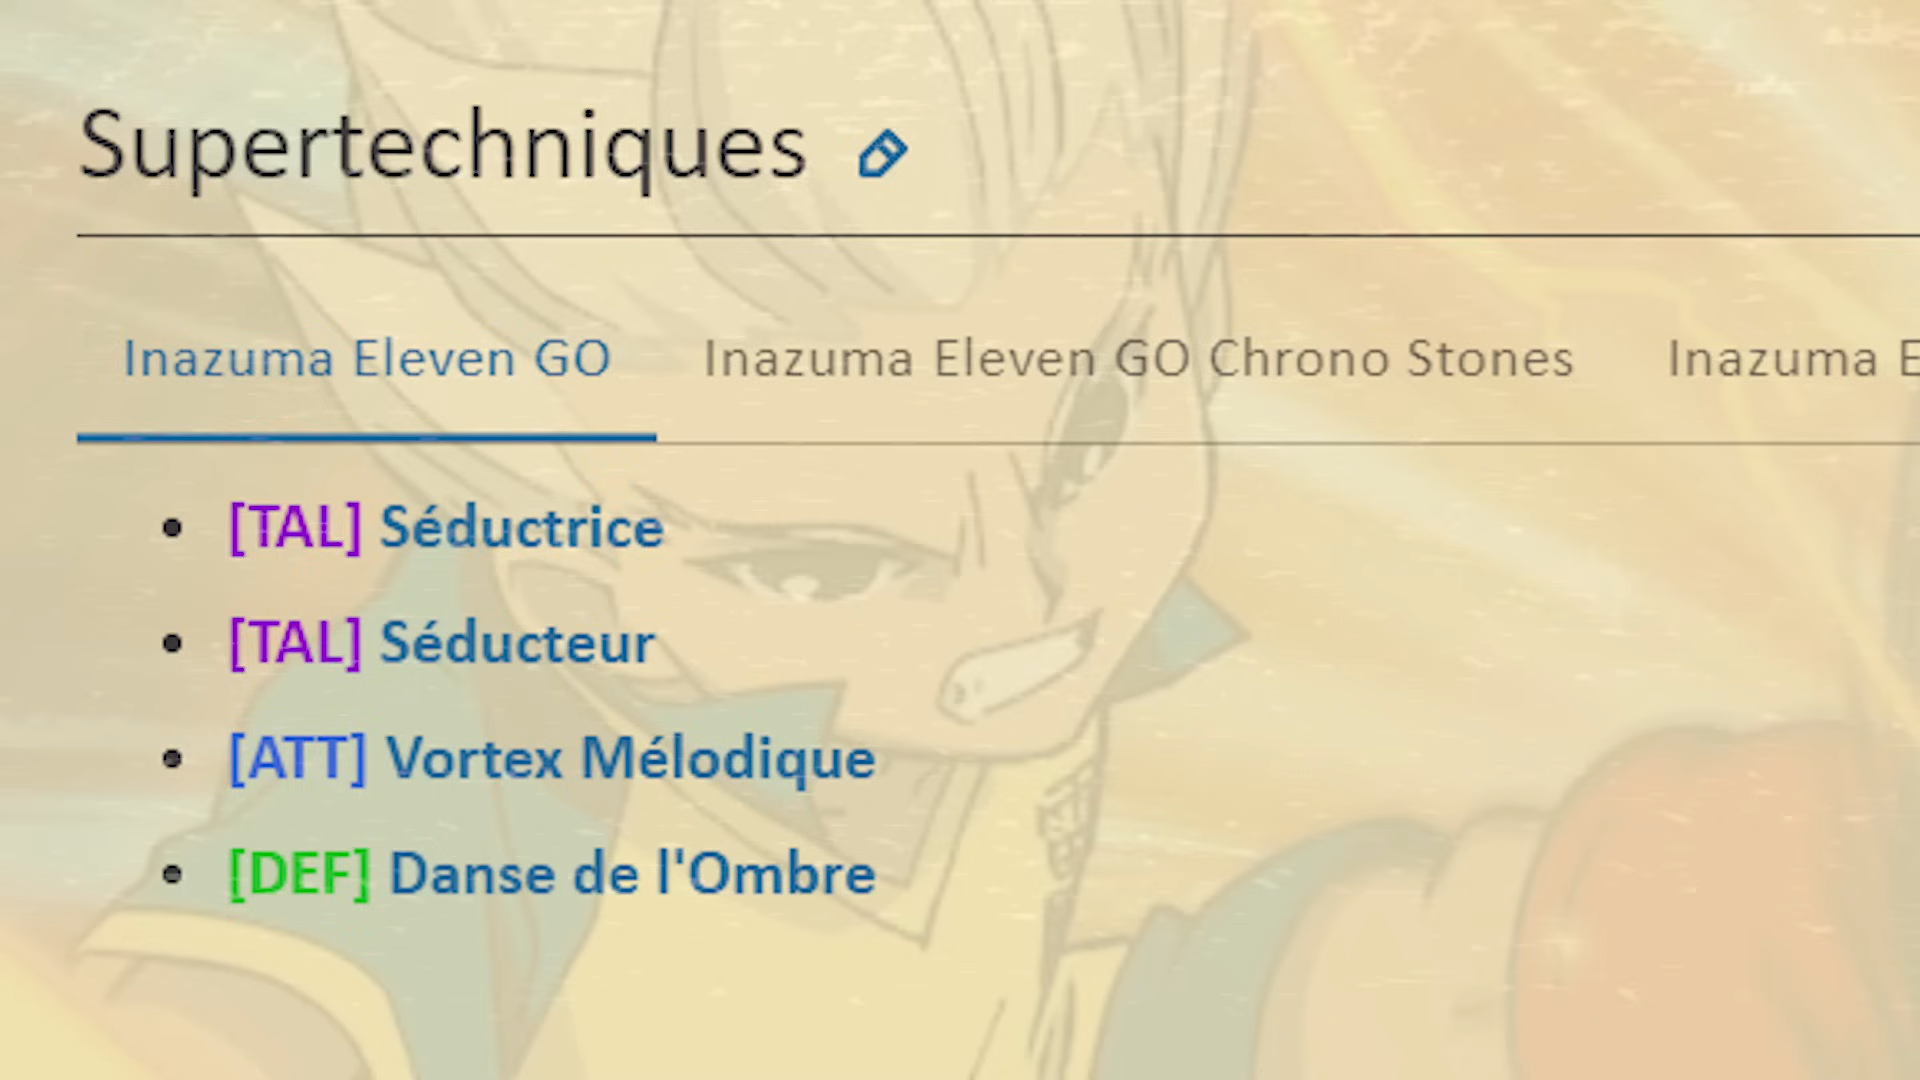 Supertechniques
Inazuma Eleven GO Inazuma Eleven GO Chrono Stones Inazuma E
[TAL] Séductrice
[TAL] Séducteur
[ATT] Vortex Mélodique
[DEF] Danse de l'Ombre